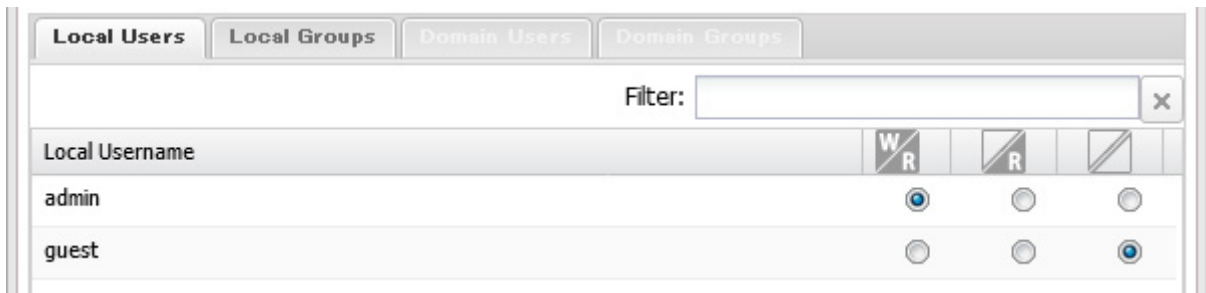 Local Users Local Groups Domain Users Domain Groups
Filter:
Local Username W/R R
admin
guest